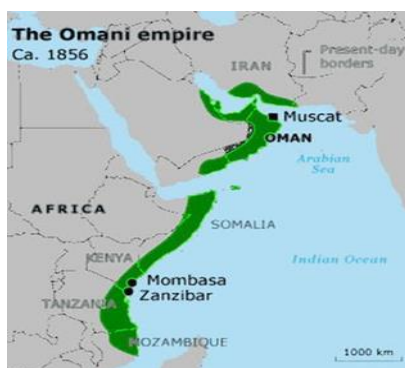 The Omani empire
Ca. 1856
Present-day
borders
IRAN
Muscat
OMAN
Arabian
Sea
AFRICA
SOMALIA
KENYA
Indian Ocean
Mombasa
Zanzibar
TANZANIA
MOZAMBIQUE
1000 km